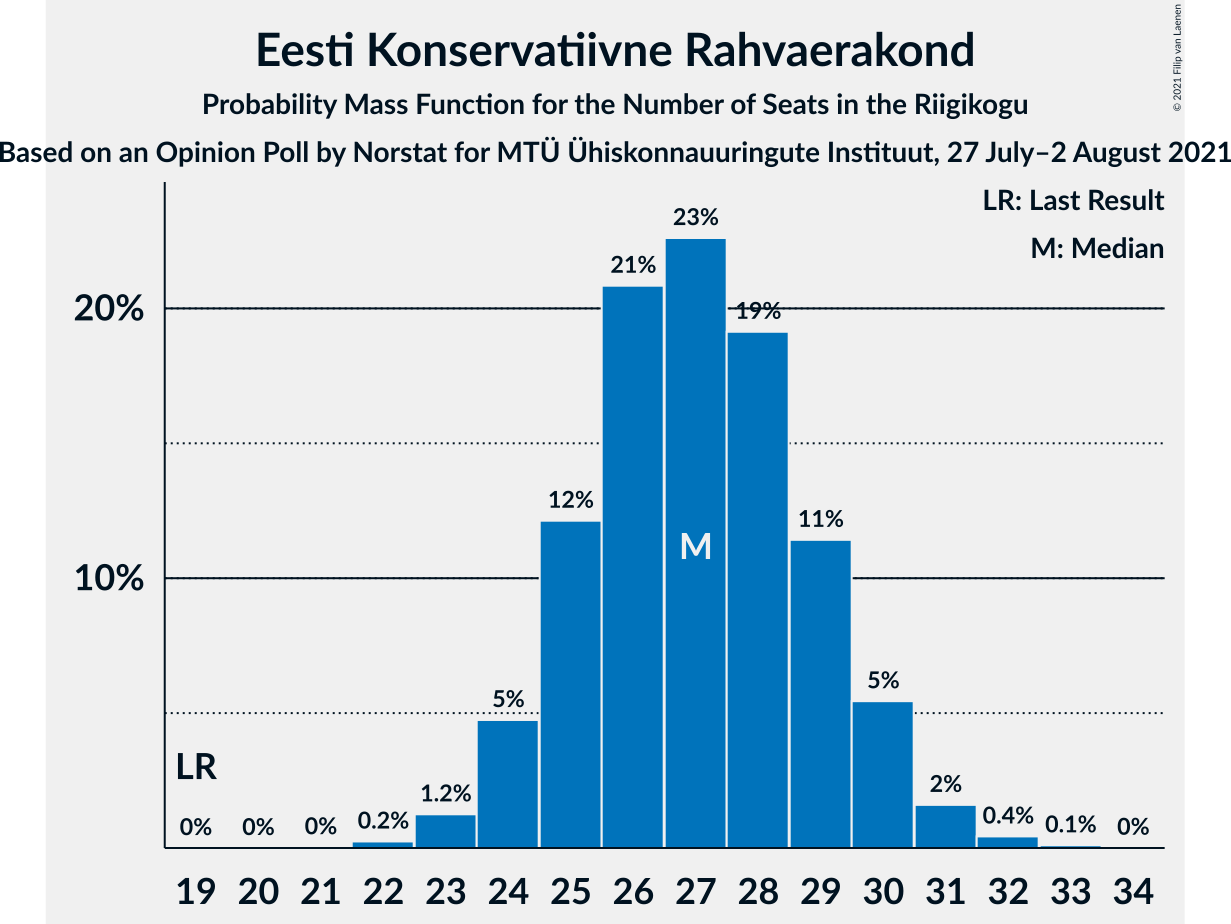 Eesti Konservatiivne Rahvaerakond
Probability Mass Function for the Number of Seats in the Riigikogu
Based on an Opinion Poll by Norstat for MTÜ Ühiskonnauuringute Instituut, 27 July–2 August 2021
© 2021 Filip van Laenen
LR: Last Result
M: Median
20%
10%
23%
21%
19%
12%
11%
M
5%
5%
LR
0%
0%
0%
0.2%
1.2%
2%
0.4%
0.1%
0%
19 20 21 22 23 24 25 26 27 28 29 30 31 32 33 34